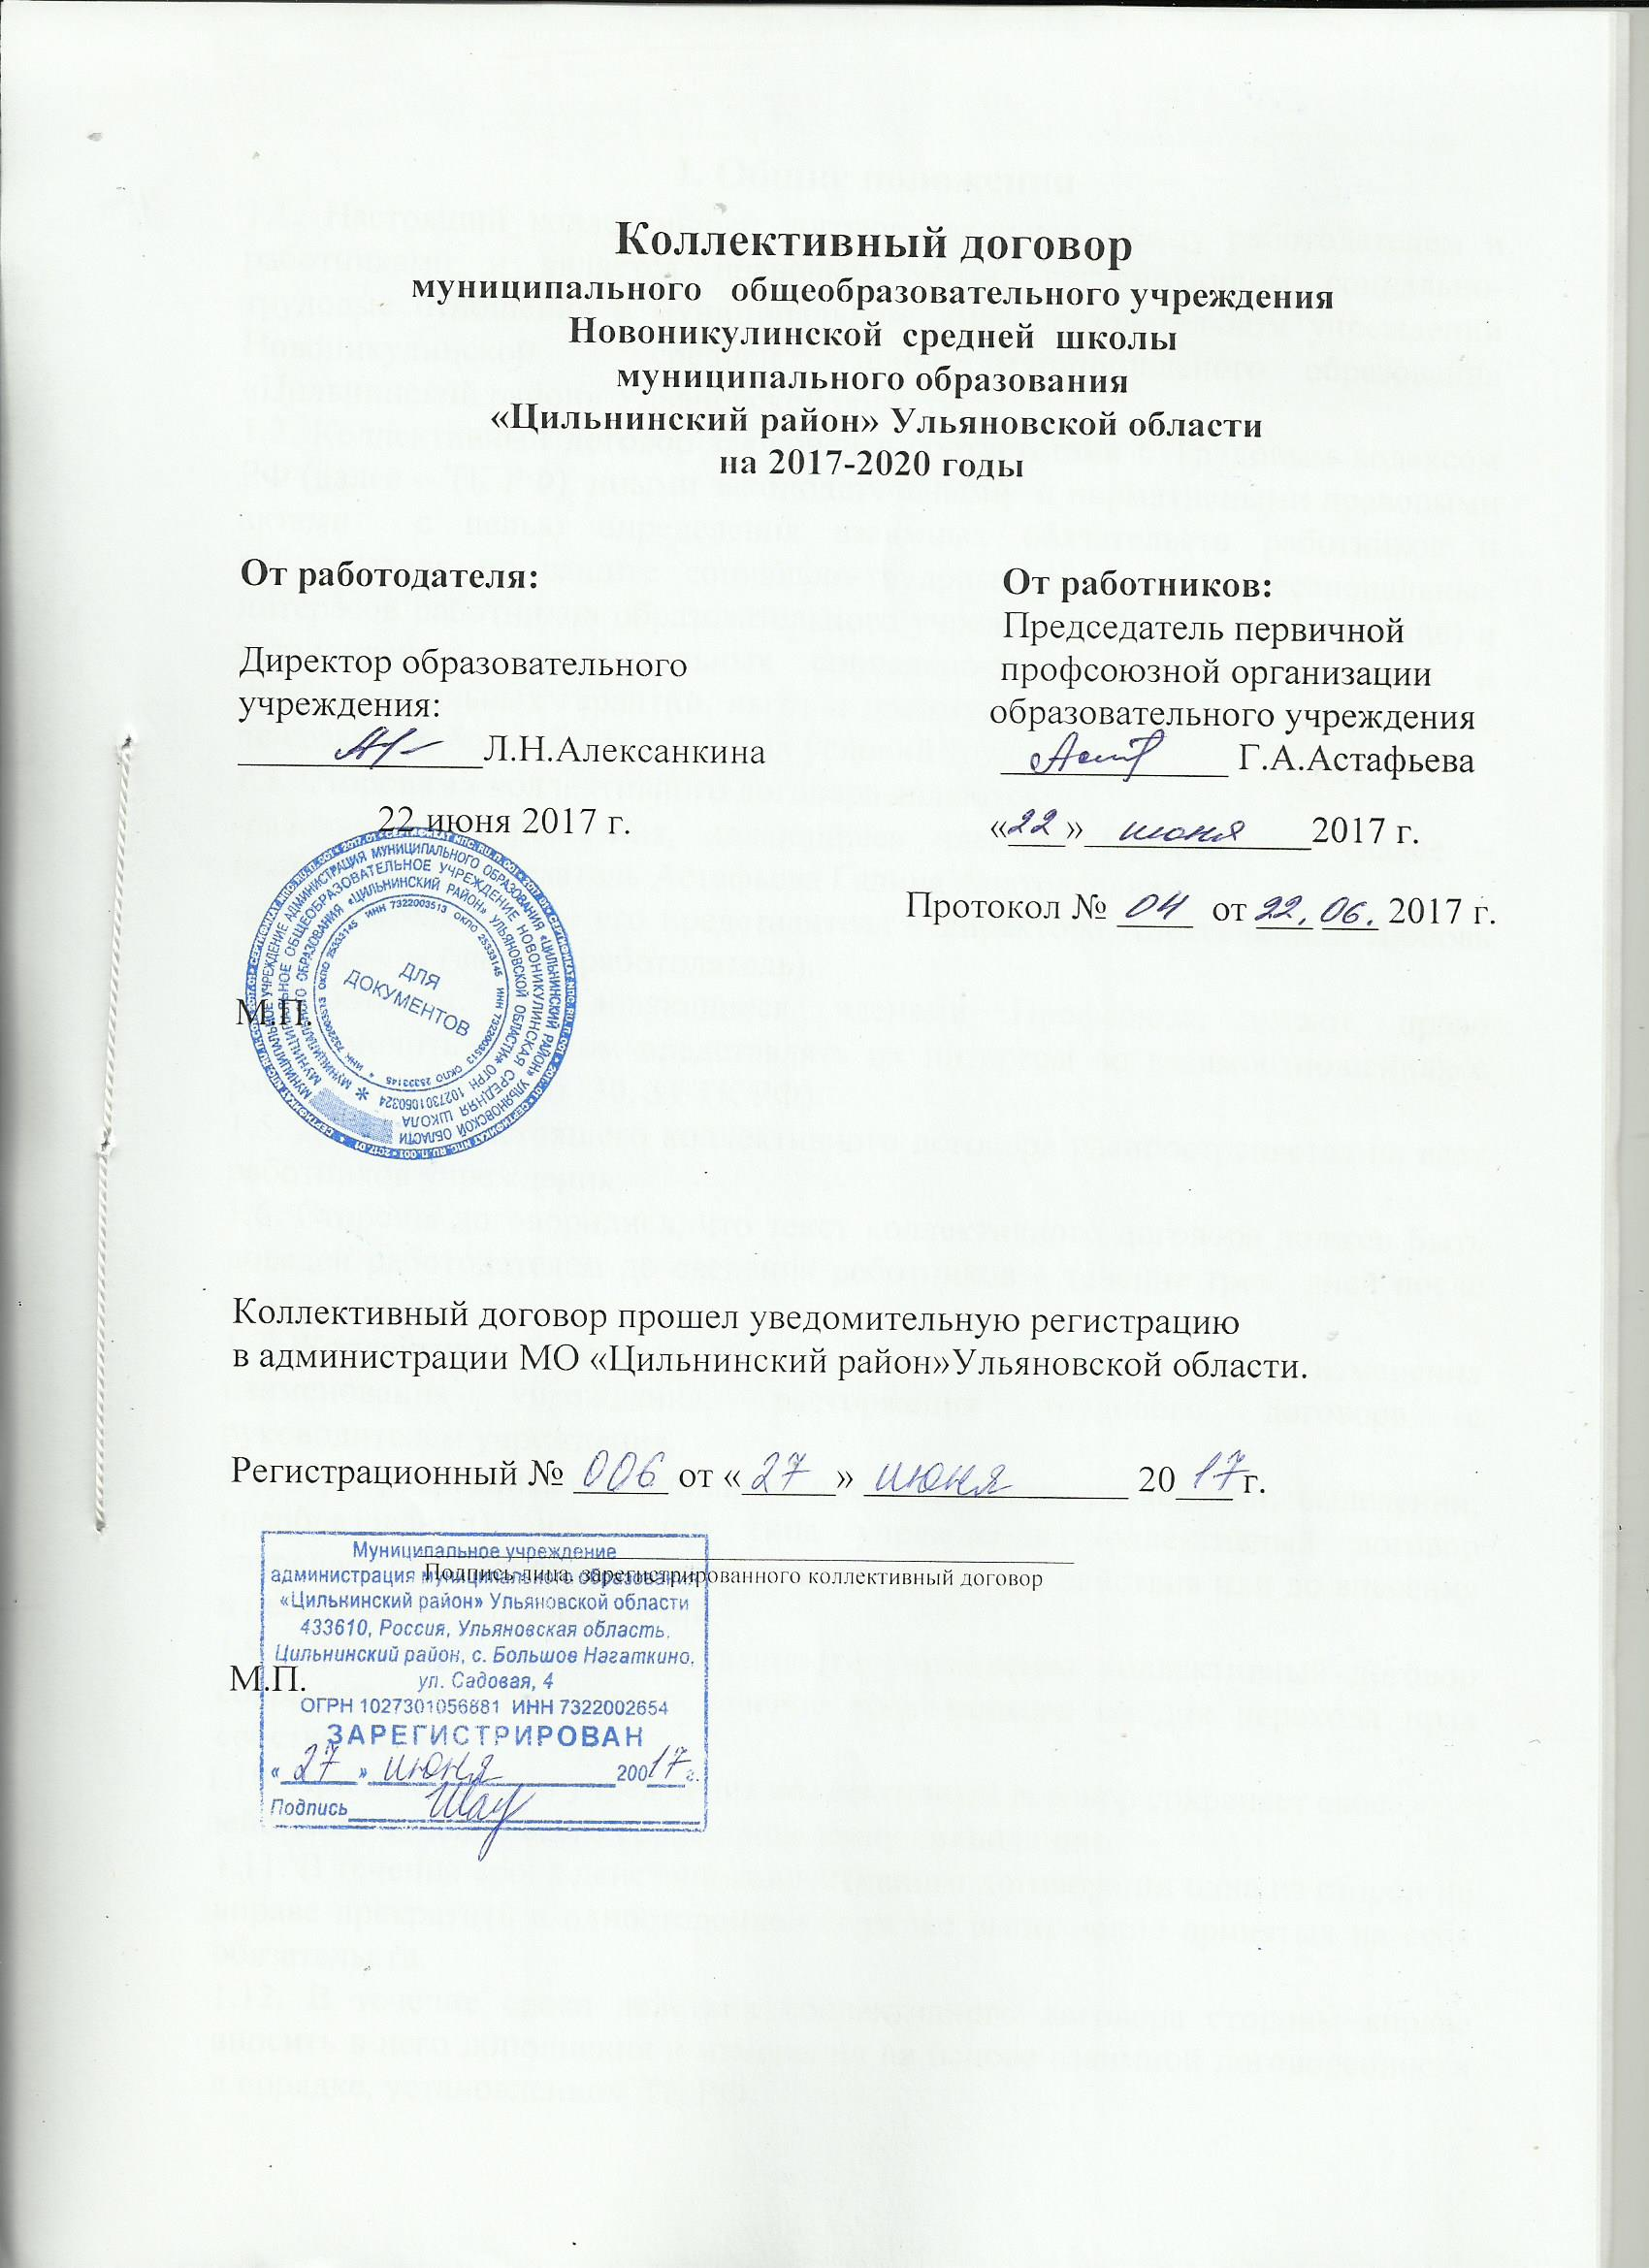 Коллективный договор
муниципального общеобразовательного учреждения
Новоникулинской средней школы
муниципального образования
«Цильнинский район» Ульяновской области
на 2017-2020 годы
От работодателя:
Директор образовательного
учреждения:
Л.Н.Алексанкина
22 июня 2017 г.
От работников:
Председатель первичной
профсоюзной организации
образовательного учреждения
Г.А.Астафьева
«22» июня 2017 г.
Протокол № 04 от 22.06. 2017 г.
ДЛЯ
ДОКУМЕНТОВ
М.П.
Коллективный договор прошел уведомительную регистрацию
в администрации МО «Цильнинский район»Ульяновской области.
Регистрационный № 006 от «27» июня 2017г.
Подпись лица, зарегистрированного коллективный договор
М.П.
Муниципальное учреждение
администрация муниципального образования
«Цильнинский район» Ульяновской области
433610, Россия, Ульяновская область,
Цильнинский район, с. Большое Нагаткино,
ул. Садовая, 4
ОГРН 1027301056881 ИНН 7322002654
ЗАРЕГИСТРИРОВАН
«27» июня 20017г.
Подпись